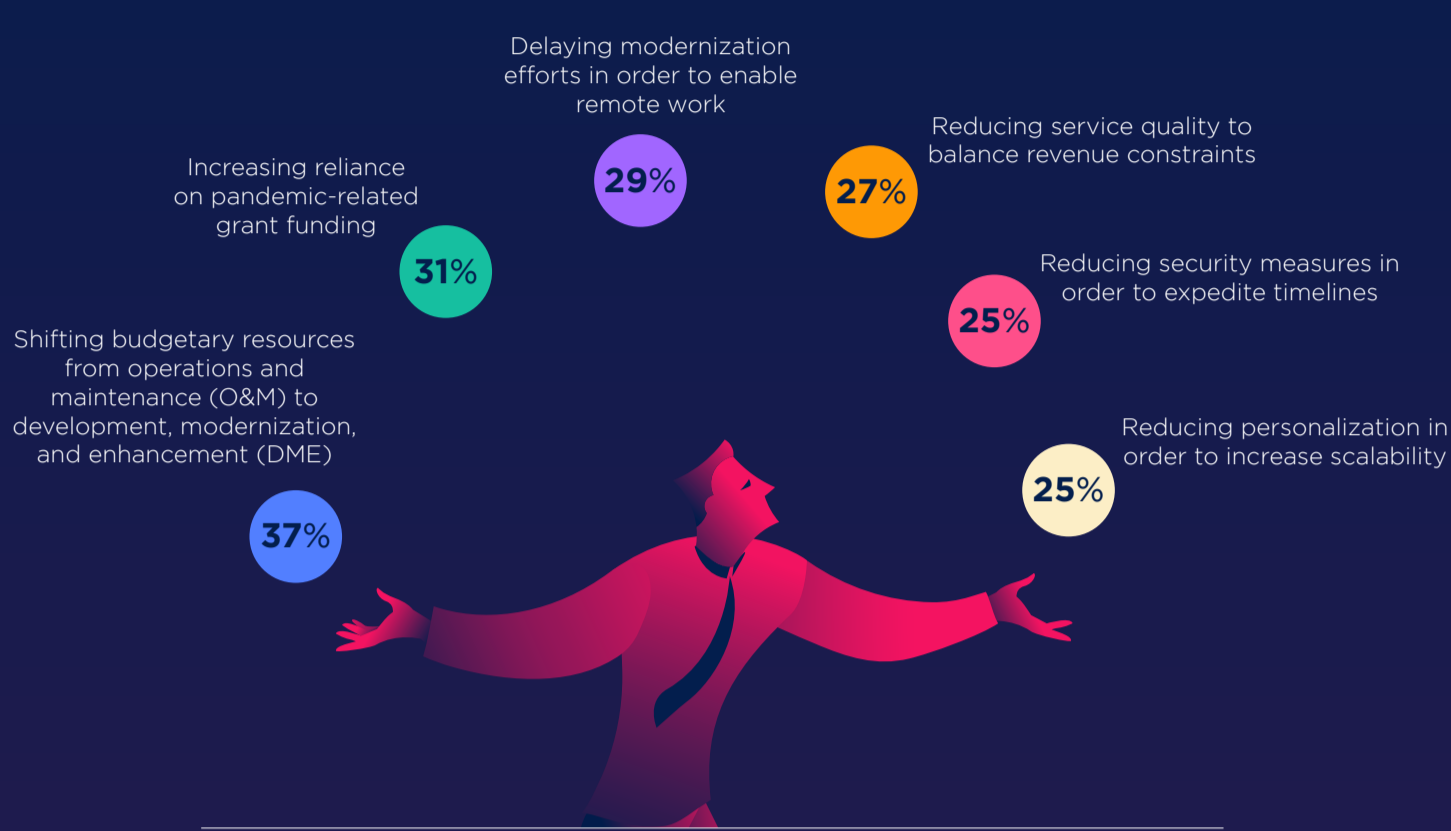 Delaying modernization
efforts in order to enable
remote work
29%
Reducing service quality to
balance revenue constraints
27%
Increasing reliance
on pandemic-related
grant funding
31%
Reducing security measures in
order to expedite timelines
25%
Shifting budgetary resources
from operations and
maintenance (O&M) to
development, modernization,
and enhancement (DME)
37%
Reducing personalization in
order to increase scalability
25%